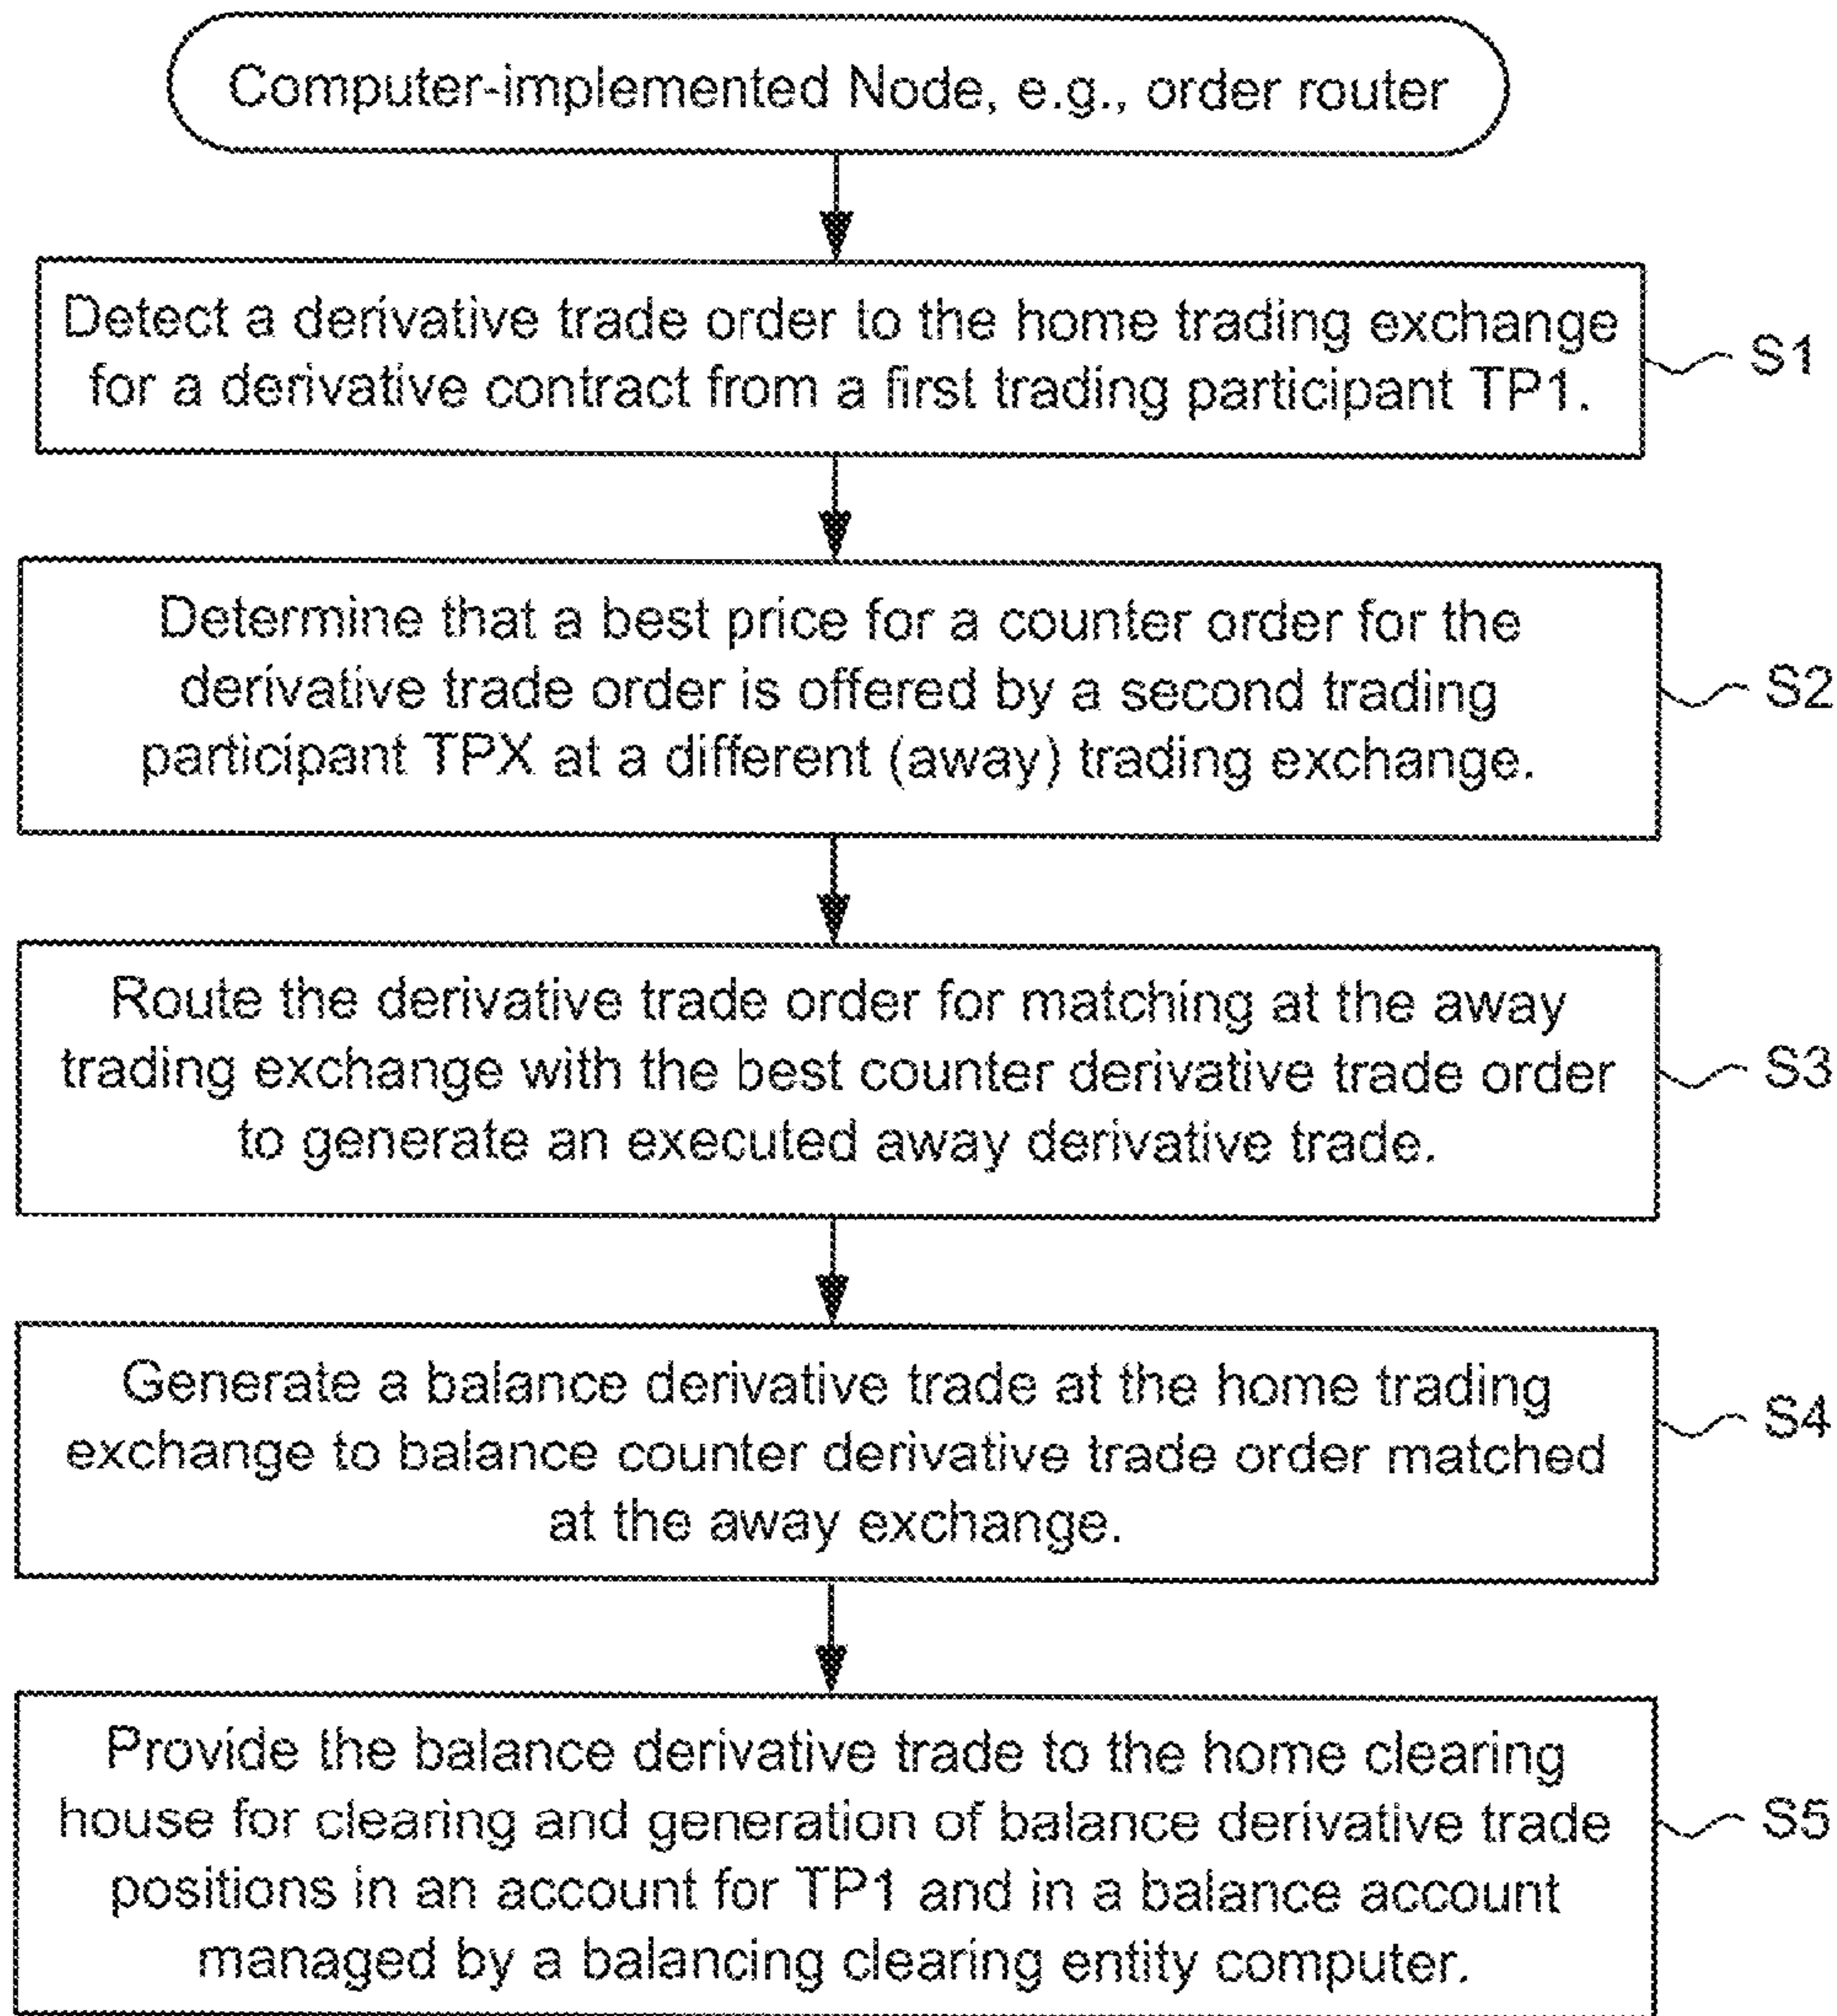 Computer-implemented Node, e.g., order router
Detect a derivative trade order to the home trading exchange
for a derivative contract from a first trading participant TP1.
S1
Determine that a best price for a counter order for the
derivative trade order is offered by a second trading
participant TPX at a different (away) trading exchange.
S2
Route the derivative trade order for matching at the away
trading exchange with the best counter derivative trade order
to generate an executed away derivative trade.
S3
Generate a balance derivative trade at the home trading
exchange to balance counter derivative trade order matched
at the away exchange.
S4
Provide the balance derivative trade to the home clearing
house for clearing and generation of balance derivative trade
positions in an account for TP1 and in a balance account
managed by a balancing clearing entity computer.
S5